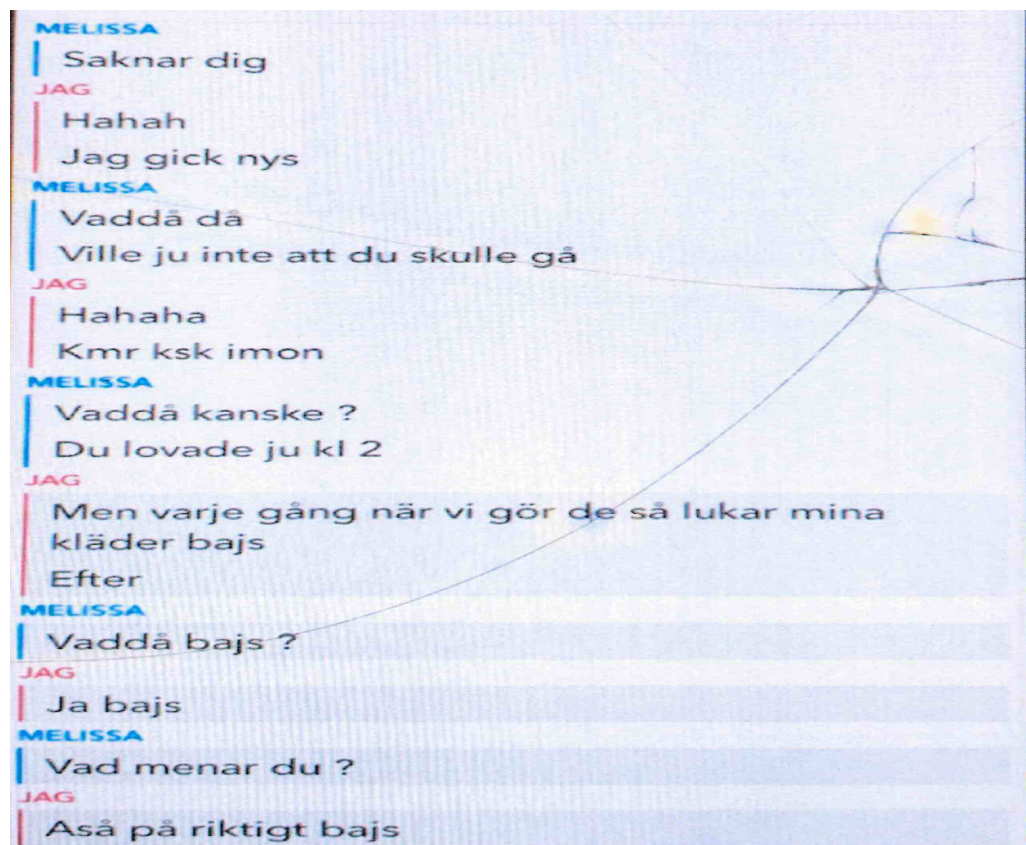 MELISSA
Saknar dig
JAG
Hahah
Jag gick nys
MELISSA
Vaddå då
Ville ju inte att du skulle gå
JAG
Hahaha
Kmr ksk imon
MELISSA
Vaddå kanske ?
Du lovade ju kl 2
JAG
Men varje gång när vi gör de så lukar mina
kläder bajs
Efter
MELISSA
Vaddå bajs ?
JAG
Ja bajs
MELISSA
Vad menar du ?
JAG
Aså på riktigt bajs